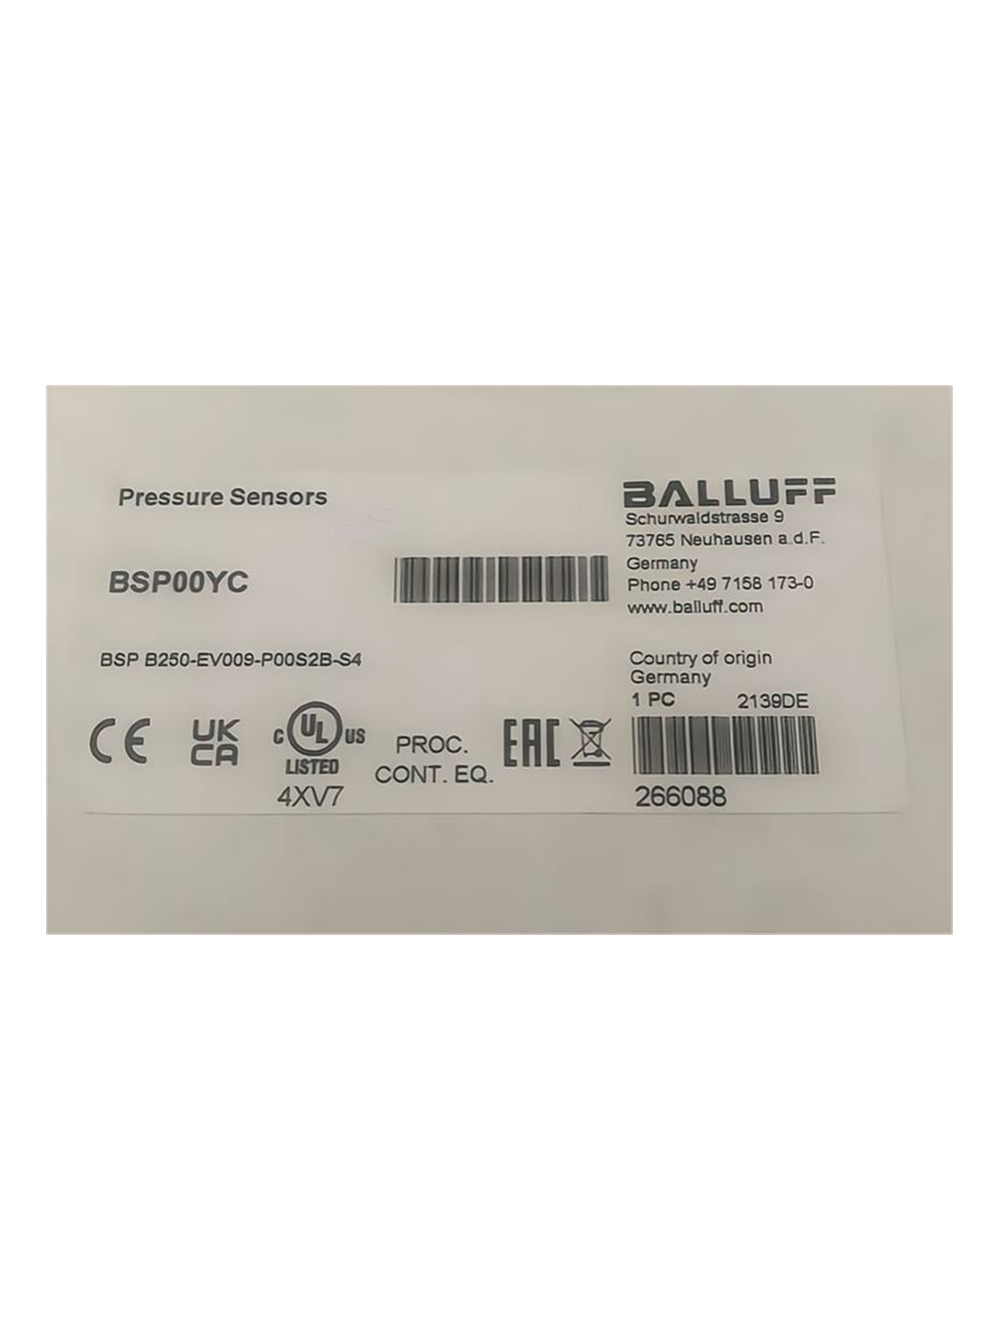 Pressure Sensors
BSP00YC
BSP B250-EV009-P00S2B-S4
CE
UK
CA
C UL US
LISTED
4XV7
PROC.
CONT. EQ.
EAC
BALLUFF
Schurwaldstrasse 9
73765 Neuhausen a.d.F.
Germany
Phone +49 7158 173-0
www.balluff.com
Country of origin
Germany
1 PC 2139DE
266088